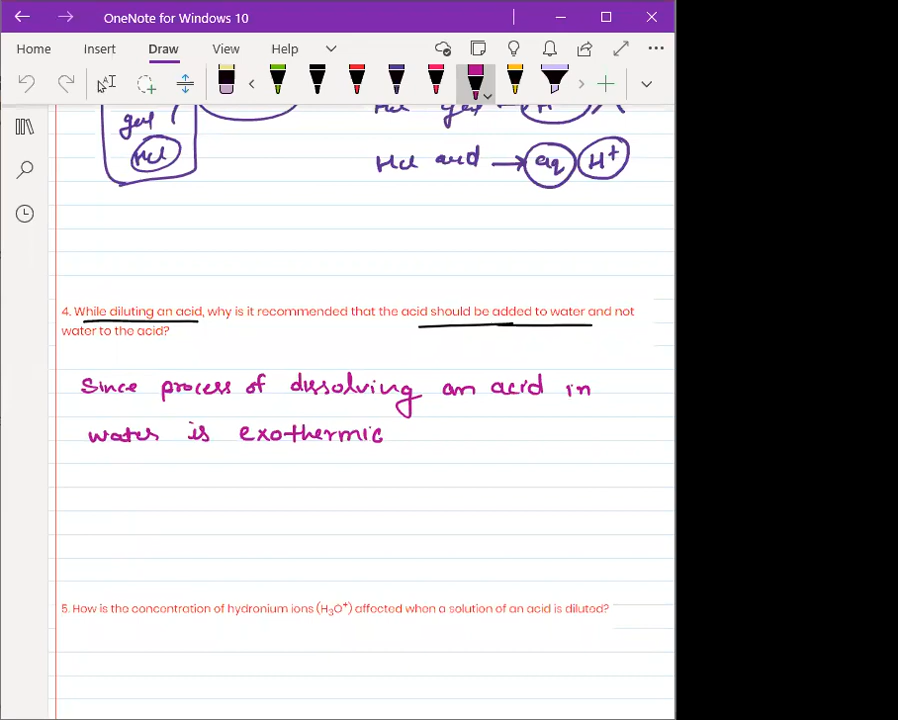 OneNote for Windows 10
Home Insert Draw View Help
gas
HCl
HCl gas → H+
HCl acid → aq H+
4. While diluting an acid, why is it recommended that the acid should be added to water and not
water to the acid?
Since process of dissolving an acid in
water is exothermic
5. How is the concentration of hydronium ions (H₃O⁺) affected when a solution of an acid is diluted?